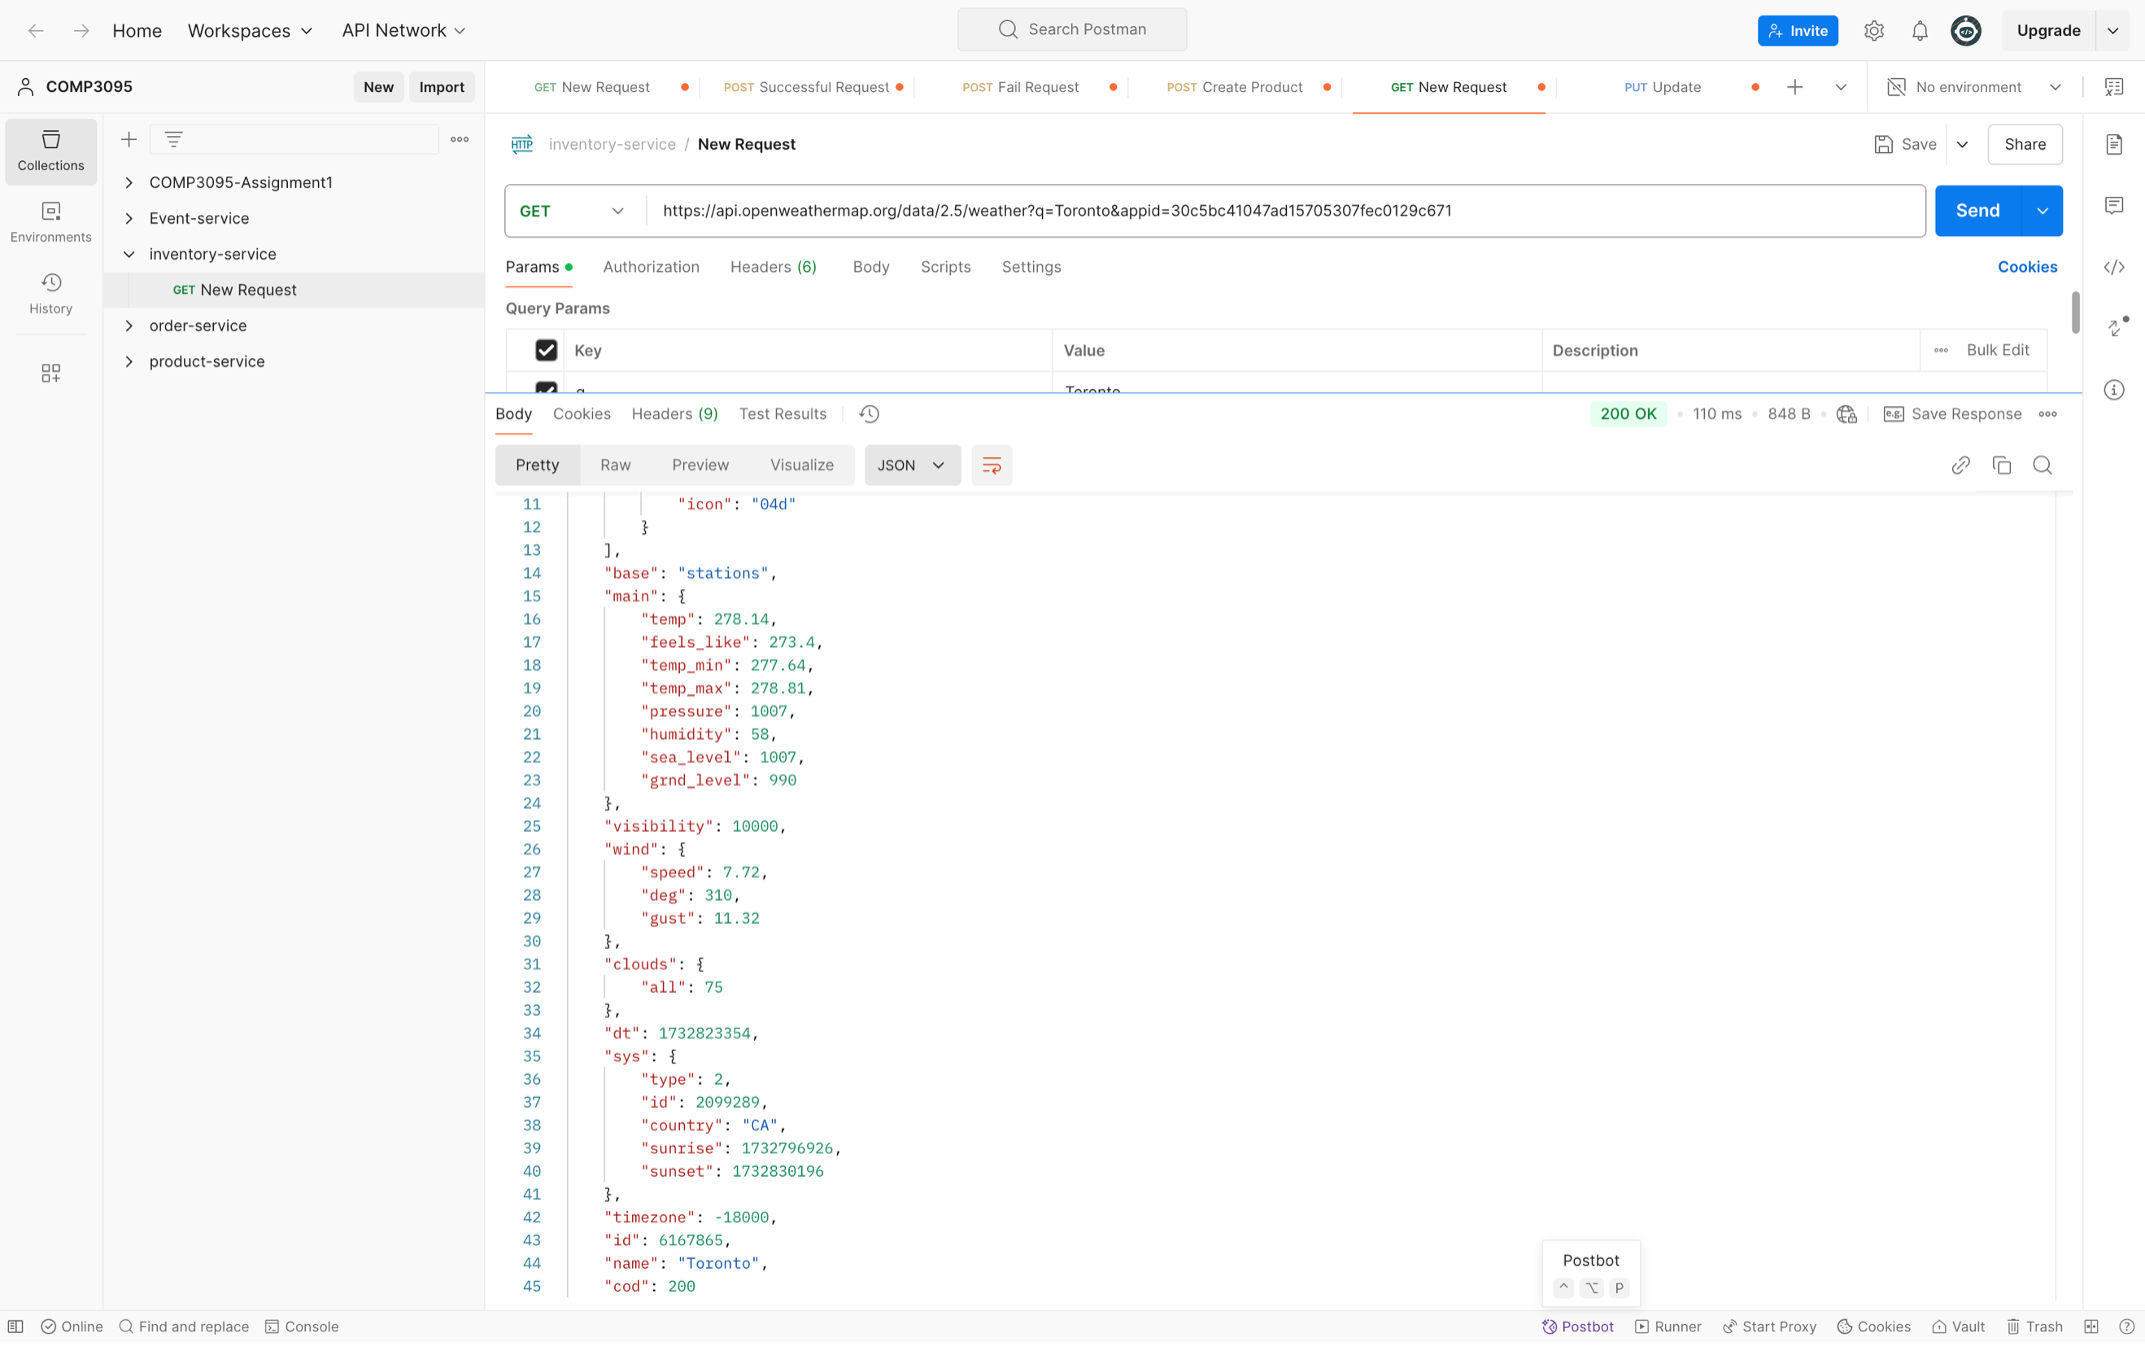 Home Workspaces API Network Search Postman Invite Upgrade
COMP3095 New Import
GET New Request POST Successful Request POST Fail Request POST Create Product GET New Request PUT Update No environment
Collections
Environments
History
COMP3095-Assignment1
Event-service
inventory-service
GET New Request
order-service
product-service
HTTP inventory-service / New Request Save Share
GET https://api.openweathermap.org/data/2.5/weather?q=Toronto&appid=30c5bc41047ad15705307fec0129c671 Send
Params Authorization Headers (6) Body Scripts Settings Cookies
Query Params
Key Value Description Bulk Edit
q Toronto
Body Cookies Headers (9) Test Results 200 OK 110 ms 848 B e.g. Save Response
Pretty Raw Preview Visualize JSON
11 "icon": "04d"
12 }
13 ],
14 "base": "stations",
15 "main": {
16 "temp": 278.14,
17 "feels_like": 273.4,
18 "temp_min": 277.64,
19 "temp_max": 278.81,
20 "pressure": 1007,
21 "humidity": 58,
22 "sea_level": 1007,
23 "grnd_level": 990
24 },
25 "visibility": 10000,
26 "wind": {
27 "speed": 7.72,
28 "deg": 310,
29 "gust": 11.32
30 },
31 "clouds": {
32 "all": 75
33 },
34 "dt": 1732823354,
35 "sys": {
36 "type": 2,
37 "id": 2099289,
38 "country": "CA",
39 "sunrise": 1732796926,
40 "sunset": 1732830196
41 },
42 "timezone": -18000,
43 "id": 6167865,
44 "name": "Toronto",
45 "cod": 200
Postbot
^ ⌥ P
Online Find and replace Console Postbot Runner Start Proxy Cookies Vault Trash